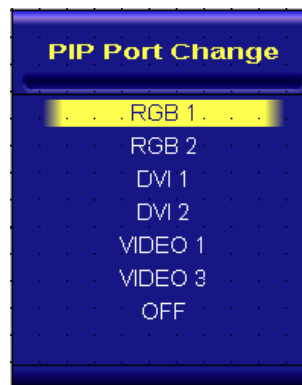 PIP Port Change
RGB 1
RGB 2
DVI 1
DVI 2
VIDEO 1
VIDEO 3
OFF